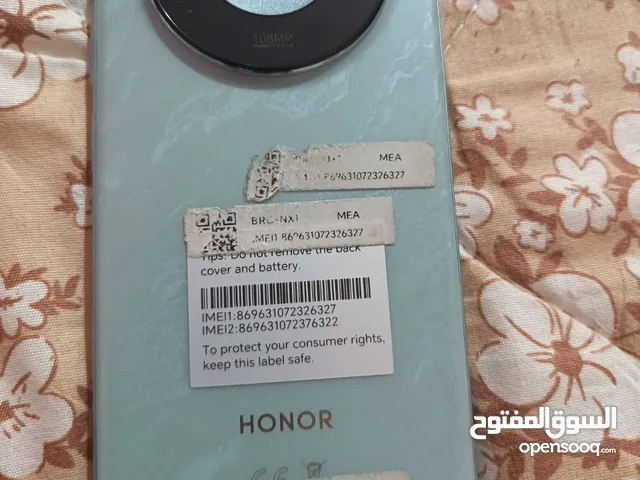 108MP
MEA
869631072326327
BRC-NX1 MEA
IMEI1 869631072326327
Tips: Do not remove the back
cover and battery.
IMEI1:869631072326327
IMEI2:869631072376322
To protect your consumer rights,
keep this label safe.
HONOR
السوق المفتوح
opensooq.com